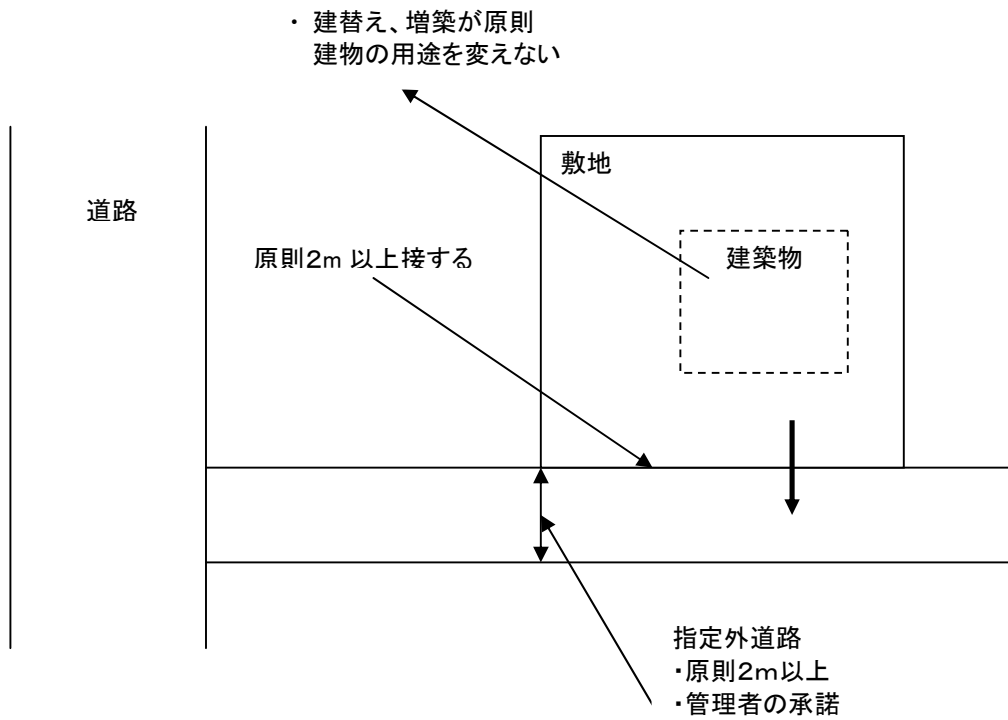 ・ 建替え、増築が原則
建物の用途を変えない
敷地
道路
原則2m 以上接する
建築物
指定外道路
・原則2m以上
・管理者の承諾